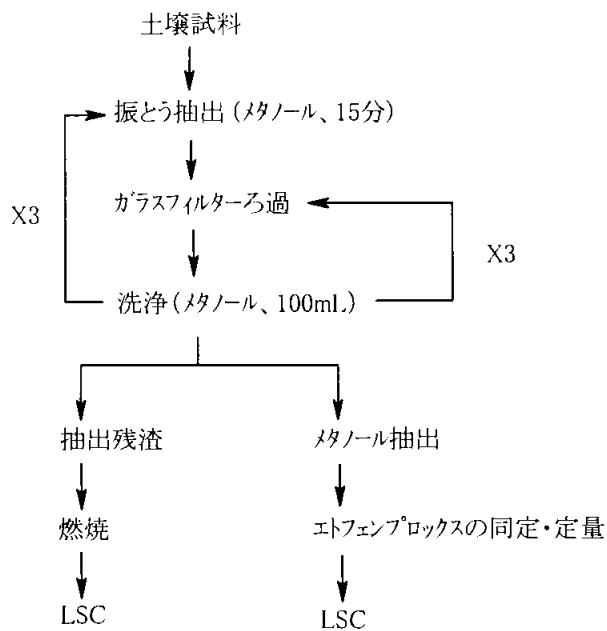 土壌試料
振とう抽出(メタノール、15分)
X3
ガラスフィルターろ過
X3
洗浄(メタノール、100mL)
抽出残渣
メタノール抽出
燃焼
エトフェンプロックスの同定・定量
LSC
LSC